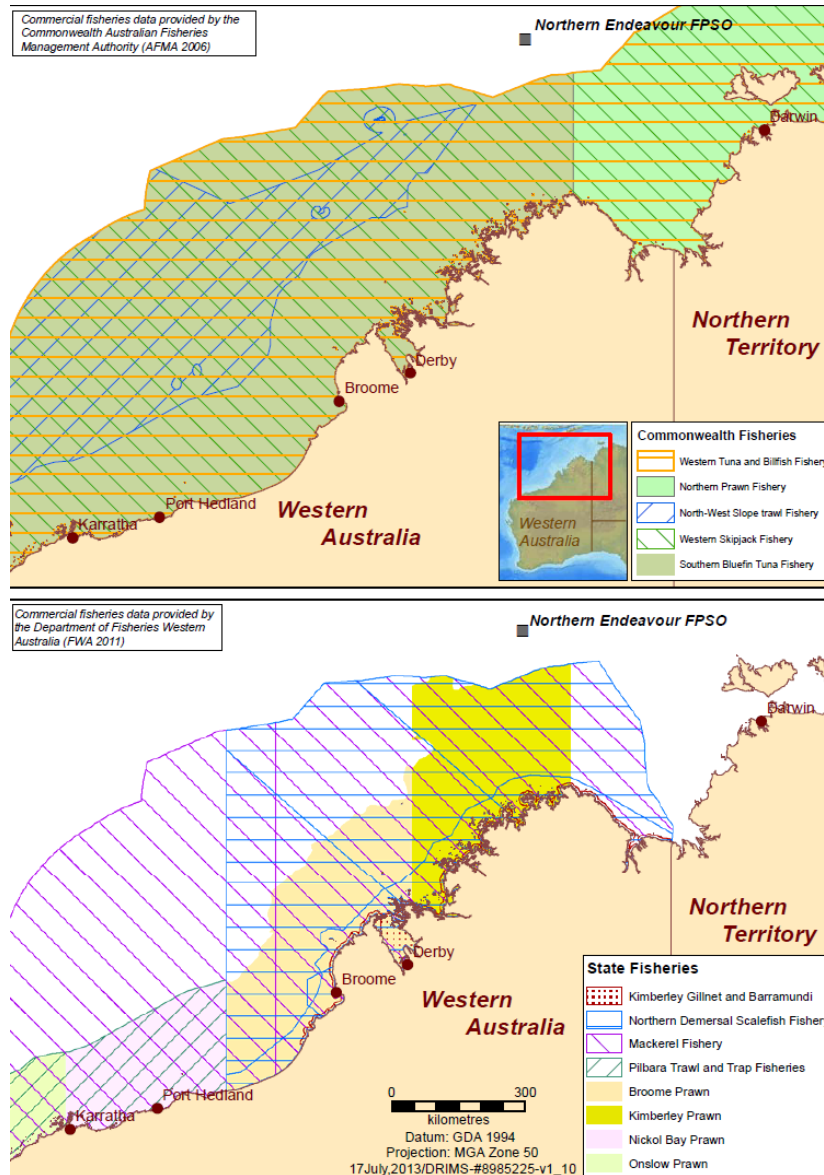 Commercial fisheries data provided by the
Commonwealth Australian Fisheries
Management Authority (AFMA 2006)
Northern Endeavour FPSO
Darwin
Northern
Territory
Derby
Broome
Port Hedland
Karratha
Western
Australia
Western
Australia
Commonwealth Fisheries
Western Tuna and Billfish Fishery
Northern Prawn Fishery
North-West Slope trawl Fishery
Western Skipjack Fishery
Southern Bluefin Tuna Fishery
Commercial fisheries data provided by
the Department of Fisheries Western
Australia (FWA 2011)
Northern Endeavour FPSO
Darwin
Northern
Territory
Derby
Broome
Western
Australia
Port Hedland
Karratha
State Fisheries
Kimberley Gillnet and Barramundi
Northern Demersal Scalefish Fishery
Mackerel Fishery
Pilbara Trawl and Trap Fisheries
Broome Prawn
Kimberley Prawn
Nickol Bay Prawn
Onslow Prawn
0 300
kilometres
Datum: GDA 1994
Projection: MGA Zone 50
17July,2013/DRIMS-#8985225-v1_10